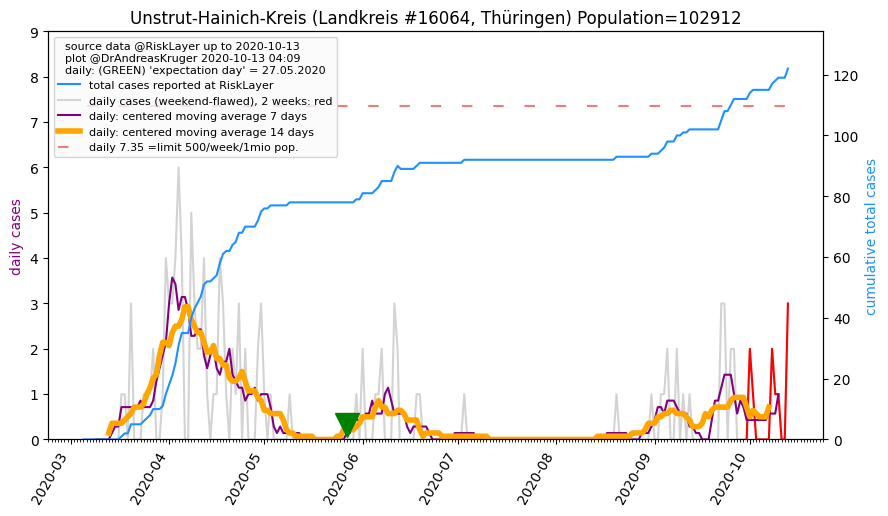 Unstrut-Hainich-Kreis (Landkreis #16064, Thüringen) Population=102912
source data @RiskLayer up to 2020-10-13
plot @DrAndreasKruger 2020-10-13 04:09
daily: (GREEN) 'expectation day' = 27.05.2020
total cases reported at RiskLayer
daily cases (weekend-flawed), 2 weeks: red
daily: centered moving average 7 days
daily: centered moving average 14 days
daily 7.35 =limit 500/week/1mio pop.
daily cases
9
8
7
6
5
4
3
2
1
0
120
100
80
60
40
20
0
cumulative total cases
2020-03
2020-04
2020-05
2020-06
2020-07
2020-08
2020-09
2020-10